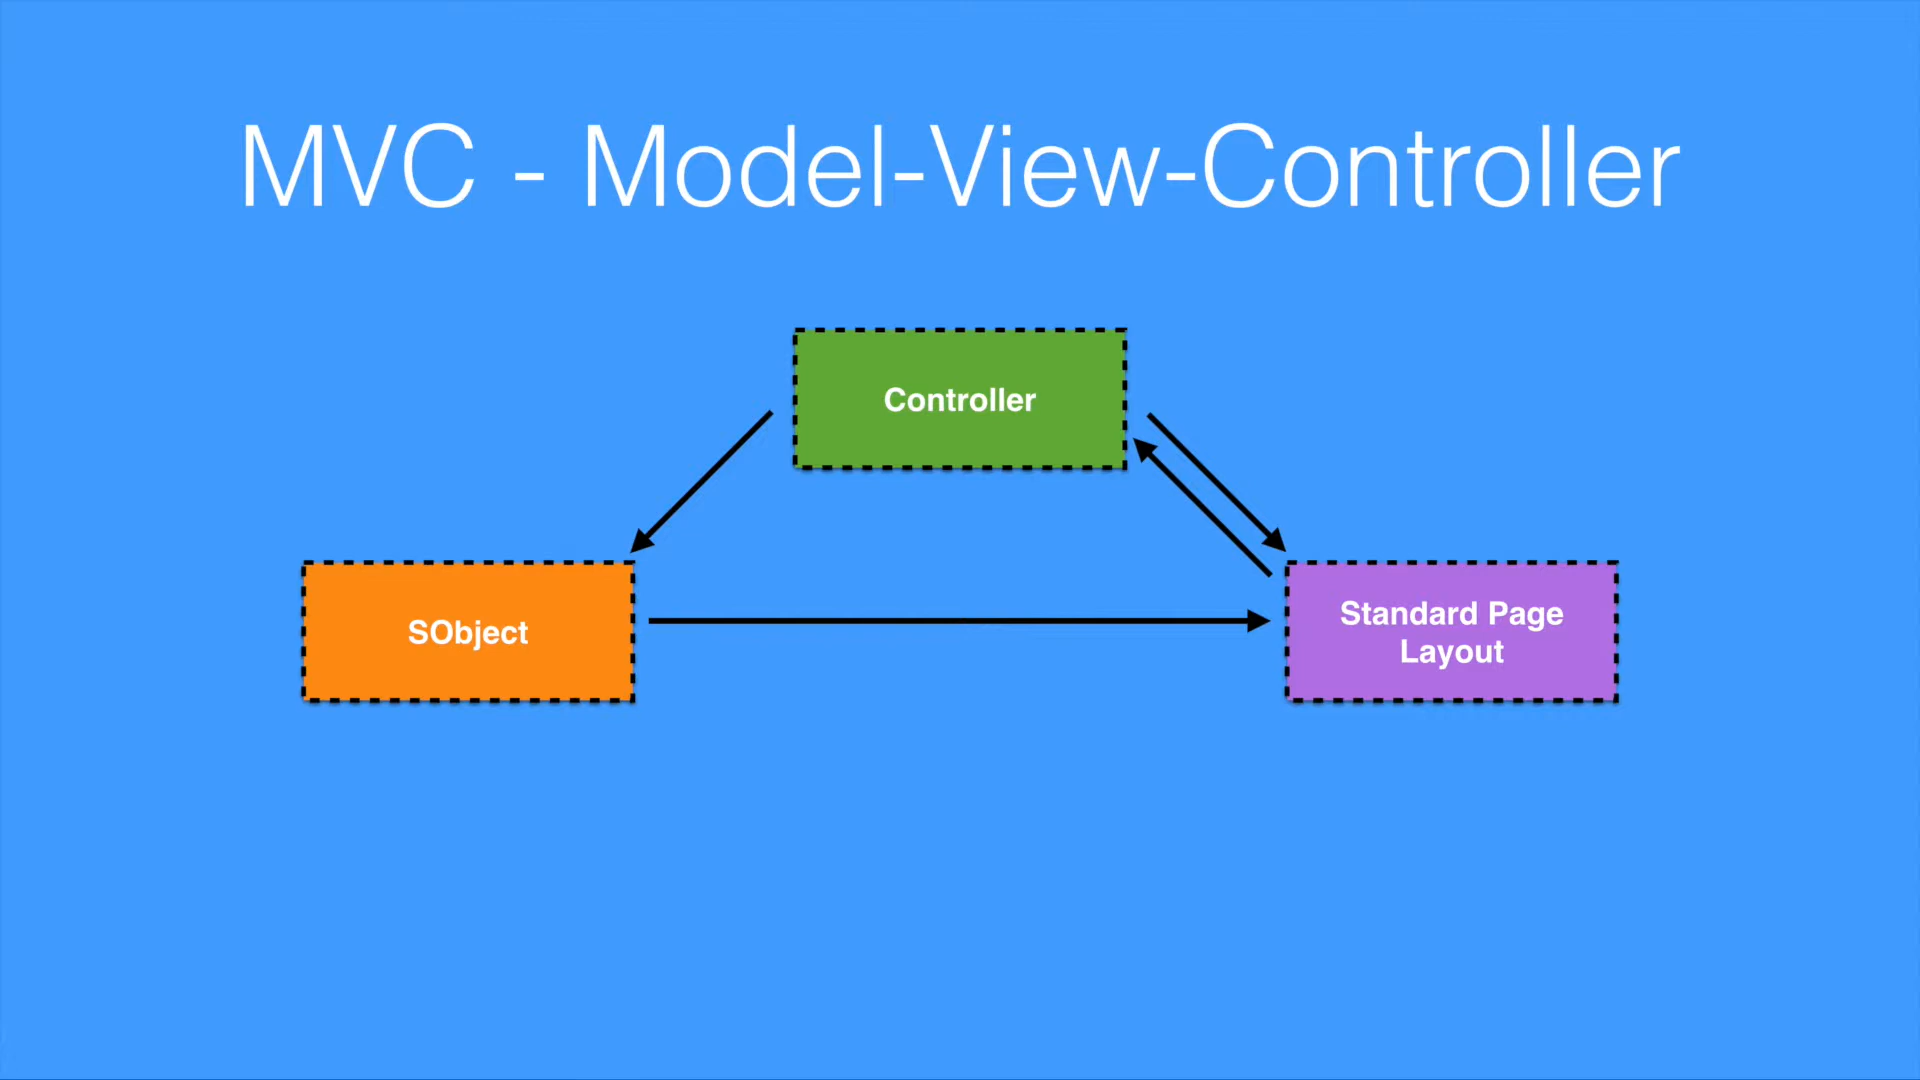 MVC - Model-View-Controller
Controller
SObject
Standard Page
Layout